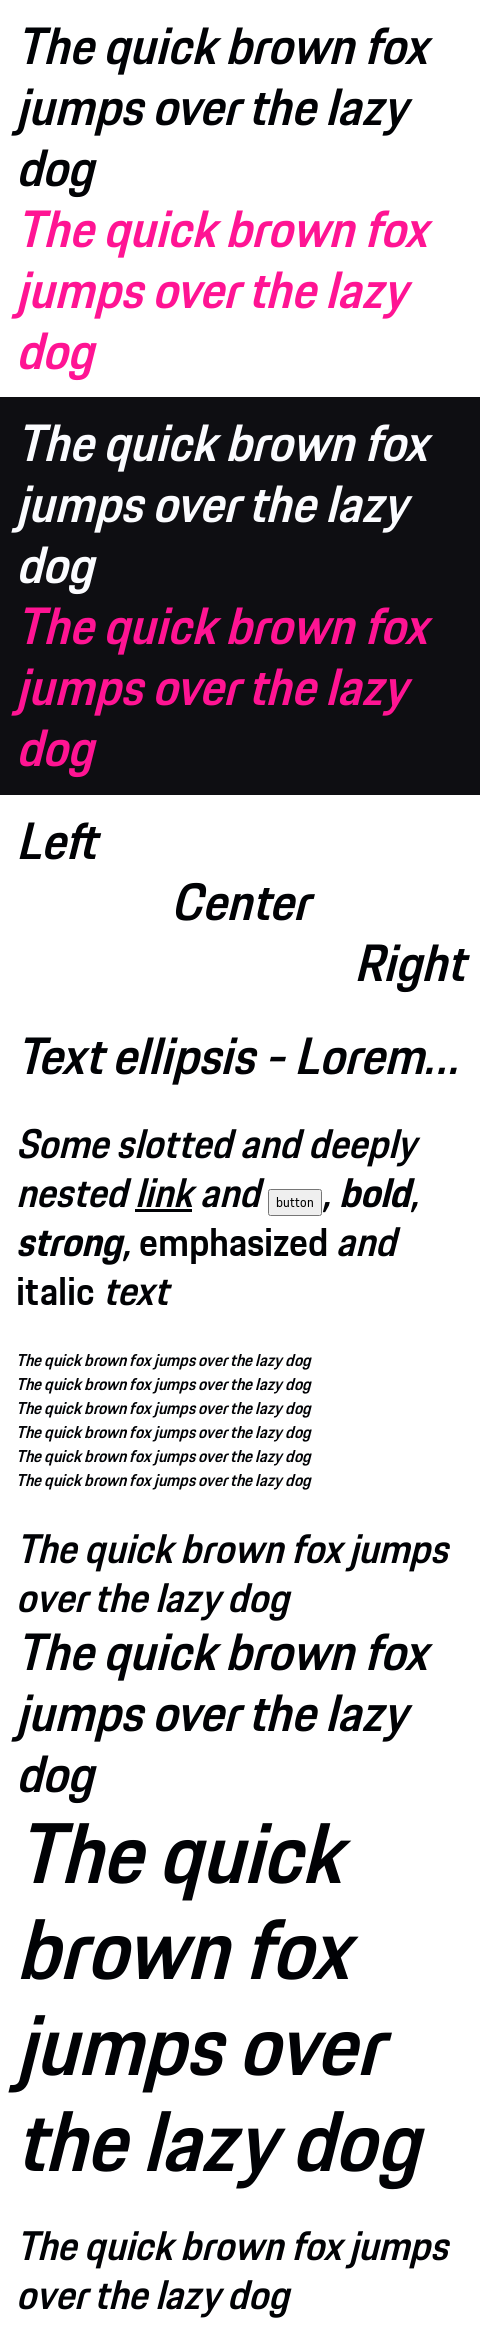 The quick brown fox
jumps over the lazy
dog
The quick brown fox
jumps over the lazy
dog
The quick brown fox
jumps over the lazy
dog
The quick brown fox
jumps over the lazy
dog
Left
Center
Right
Text ellipsis - Lorem...
Some slotted and deeply
nested link and button, bold,
strong, emphasized and
italic text
The quick brown fox jumps over the lazy dog
The quick brown fox jumps over the lazy dog
The quick brown fox jumps over the lazy dog
The quick brown fox jumps over the lazy dog
The quick brown fox jumps over the lazy dog
The quick brown fox jumps over the lazy dog
The quick brown fox jumps
over the lazy dog
The quick brown fox
jumps over the lazy
dog
The quick
brown fox
jumps over
the lazy dog
The quick brown fox jumps
over the lazy dog